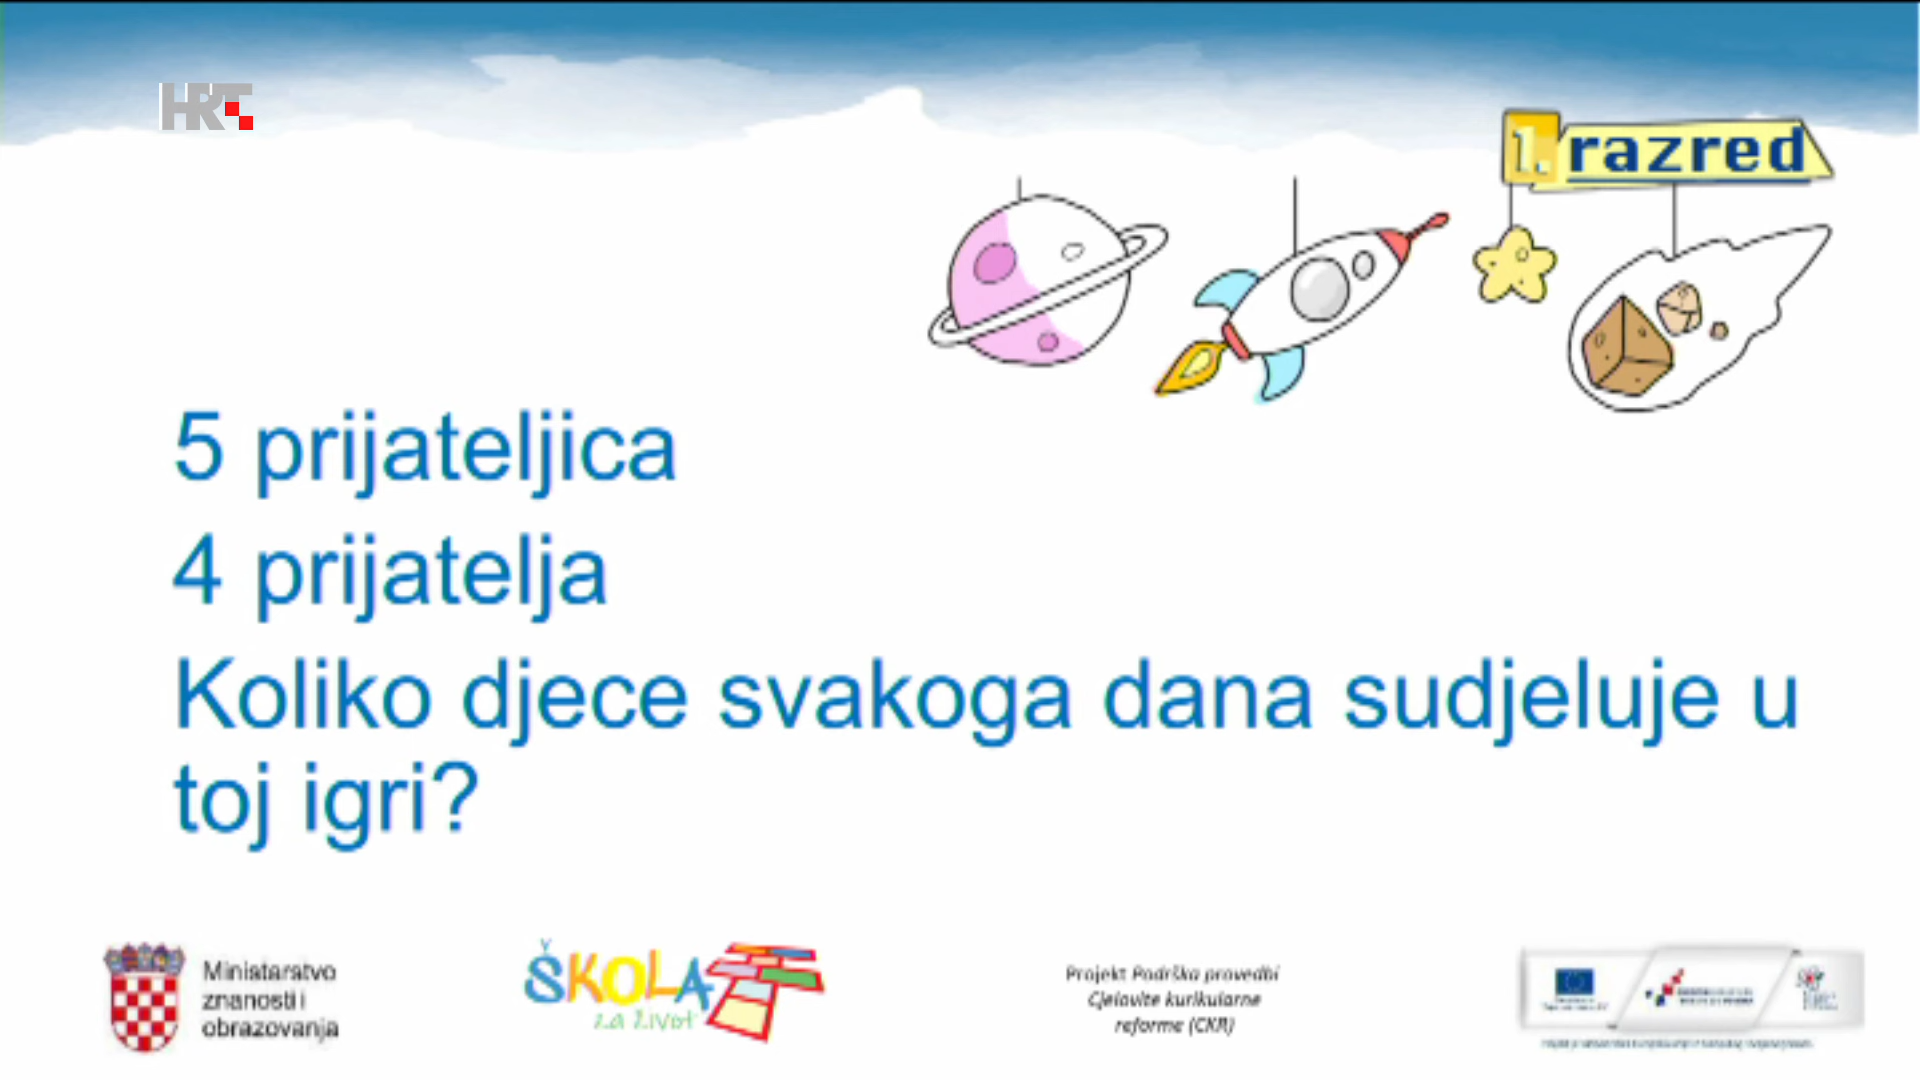 HRT
1. razred
5 prijateljica
4 prijatelja
Koliko djece svakoga dana sudjeluje u
toj igri?
Ministarstvo
znanosti i
obrazovanja
ŠKOLA
za život
Projekt Podrška provedbi
Cjelovite kurikularne
reforme (CKR)